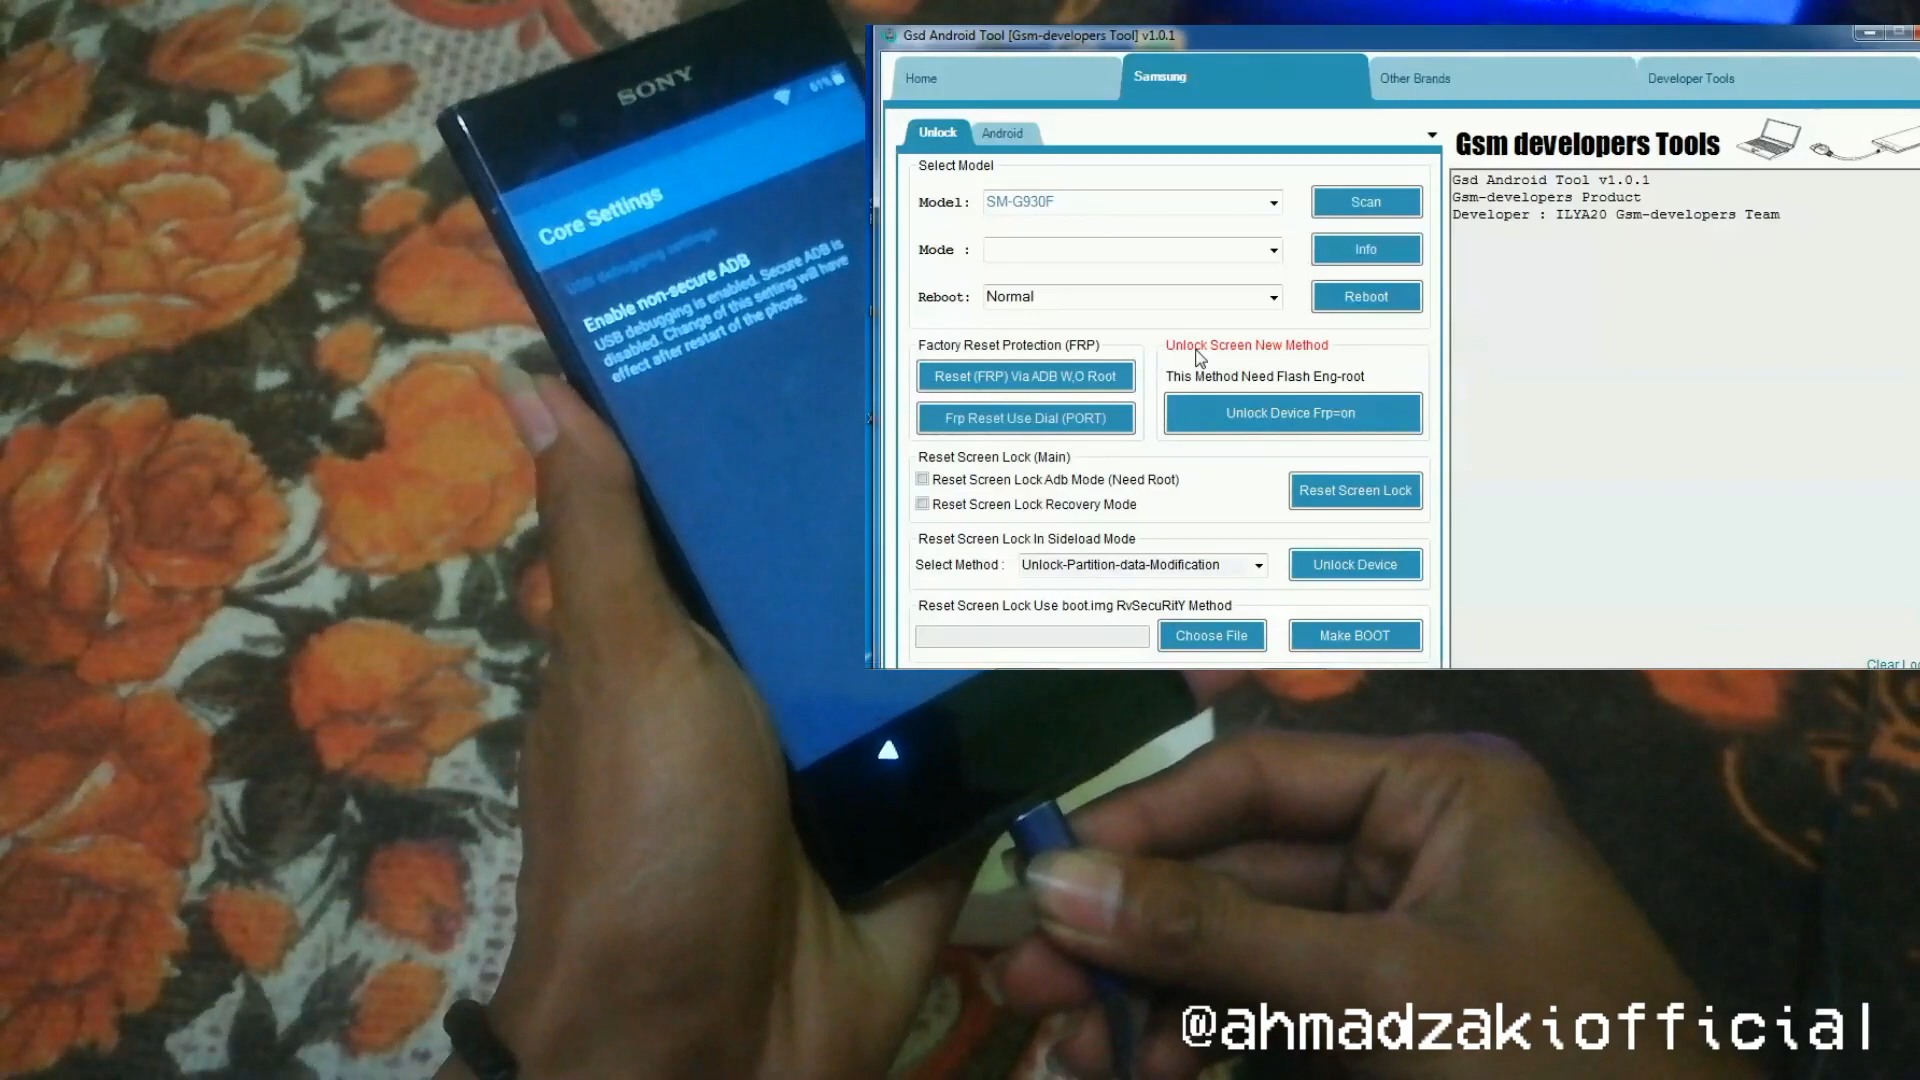 SONY
61%
Core Settings
USB debugging settings
Enable non-secure ADB
USB debugging is enabled. Secure ADB is
disabled. Change of this setting will have
effect after restart of the phone.
Gsd Android Tool [Gsm-developers Tool] v1.0.1
Home
Samsung
Other Brands
Developer Tools
Unlock
Android
Select Model
Model:
SM-G930F
Scan
Mode :
Info
Reboot:
Normal
Reboot
Factory Reset Protection (FRP)
Reset (FRP) Via ADB W,O Root
Frp Reset Use Dial (PORT)
Unlock Screen New Method
This Method Need Flash Eng-root
Unlock Device Frp=on
Reset Screen Lock (Main)
Reset Screen Lock Adb Mode (Need Root)
Reset Screen Lock Recovery Mode
Reset Screen Lock
Reset Screen Lock In Sideload Mode
Select Method :
Unlock-Partition-data-Modification
Unlock Device
Reset Screen Lock Use boot.img RvSecuRitY Method
Choose File
Make BOOT
Gsm developers Tools
Gsd Android Tool v1.0.1
Gsm-developers Product
Developer : ILYA20 Gsm-developers Team
Clear
@ahmadzakiofficial